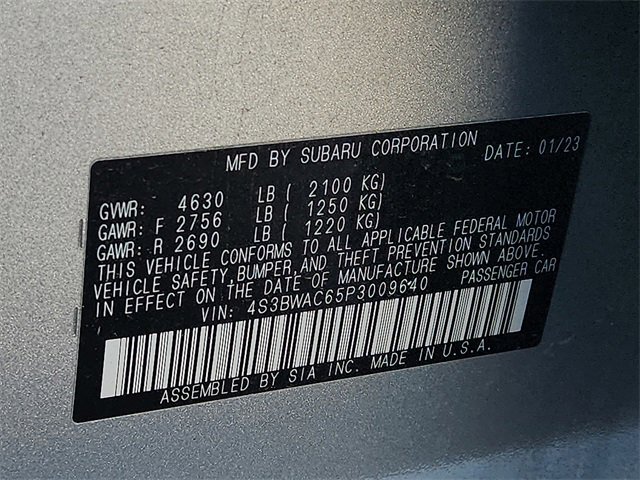 MFD BY SUBARU CORPORATION DATE: 01/23
GVWR: 4630 LB ( 2100 KG)
GAWR: F 2756 LB ( 1250 KG)
GAWR: R 2690 LB ( 1220 KG)
THIS VEHICLE CONFORMS TO ALL APPLICABLE FEDERAL MOTOR
VEHICLE SAFETY, BUMPER, AND THEFT PREVENTION STANDARDS
IN EFFECT ON THE DATE OF MANUFACTURE SHOWN ABOVE.
VIN: 4S3BWAC65P3009640 PASSENGER CAR
ASSEMBLED BY SIA INC. MADE IN U.S.A.